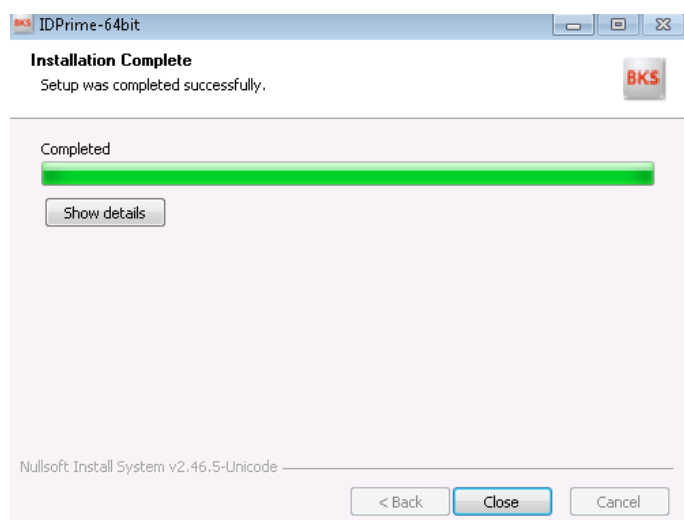 BKS IDPrime-64bit
Installation Complete
Setup was completed successfully.
BKS
Completed
Show details
Nullsoft Install System v2.46.5-Unicode
< Back Close Cancel